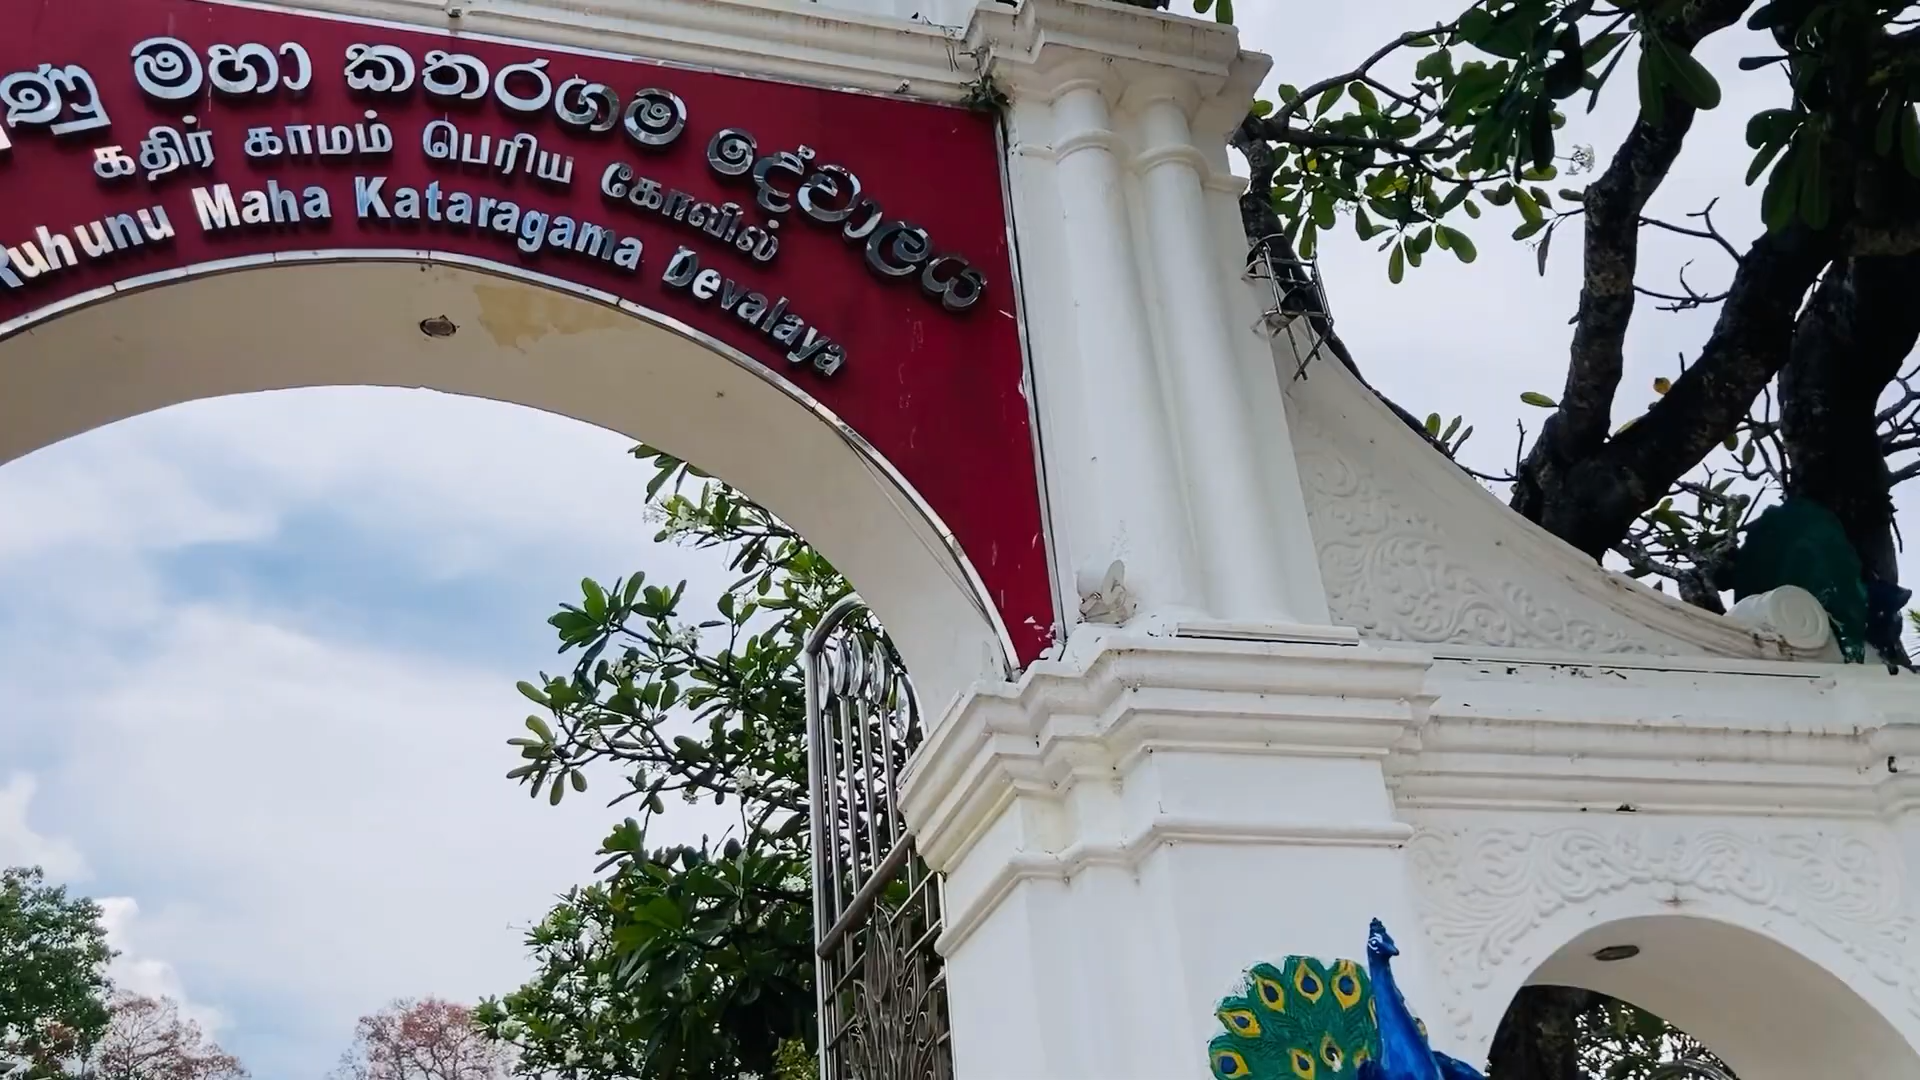 මහා කතරගම දේවාලය
கதிர் காமம் பெரிய கோவில்
Ruhunu Maha Kataragama Devalaya